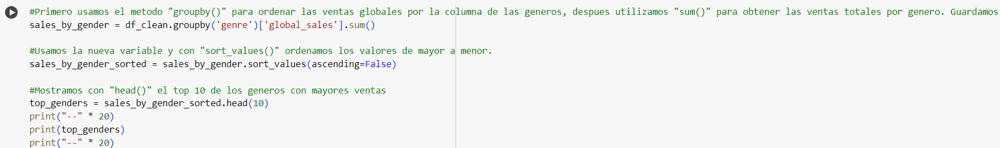 #Primero usamos el metodo "groupby()" para ordenar las ventas globales por la columna de las generos, despues utilizamos "sum()" para obtener las ventas totales por genero. Guardamos
sales_by_gender = df_clean.groupby('genre')['global_sales'].sum()
#Usamos la nueva variable y con "sort_values()" ordenamos los valores de mayor a menor.
sales_by_gender_sorted = sales_by_gender.sort_values(ascending=False)
#Mostramos con "head()" el top 10 de los generos con mayores ventas
top_genders = sales_by_gender_sorted.head(10)
print("--" * 20)
print(top_genders)
print("--" * 20)